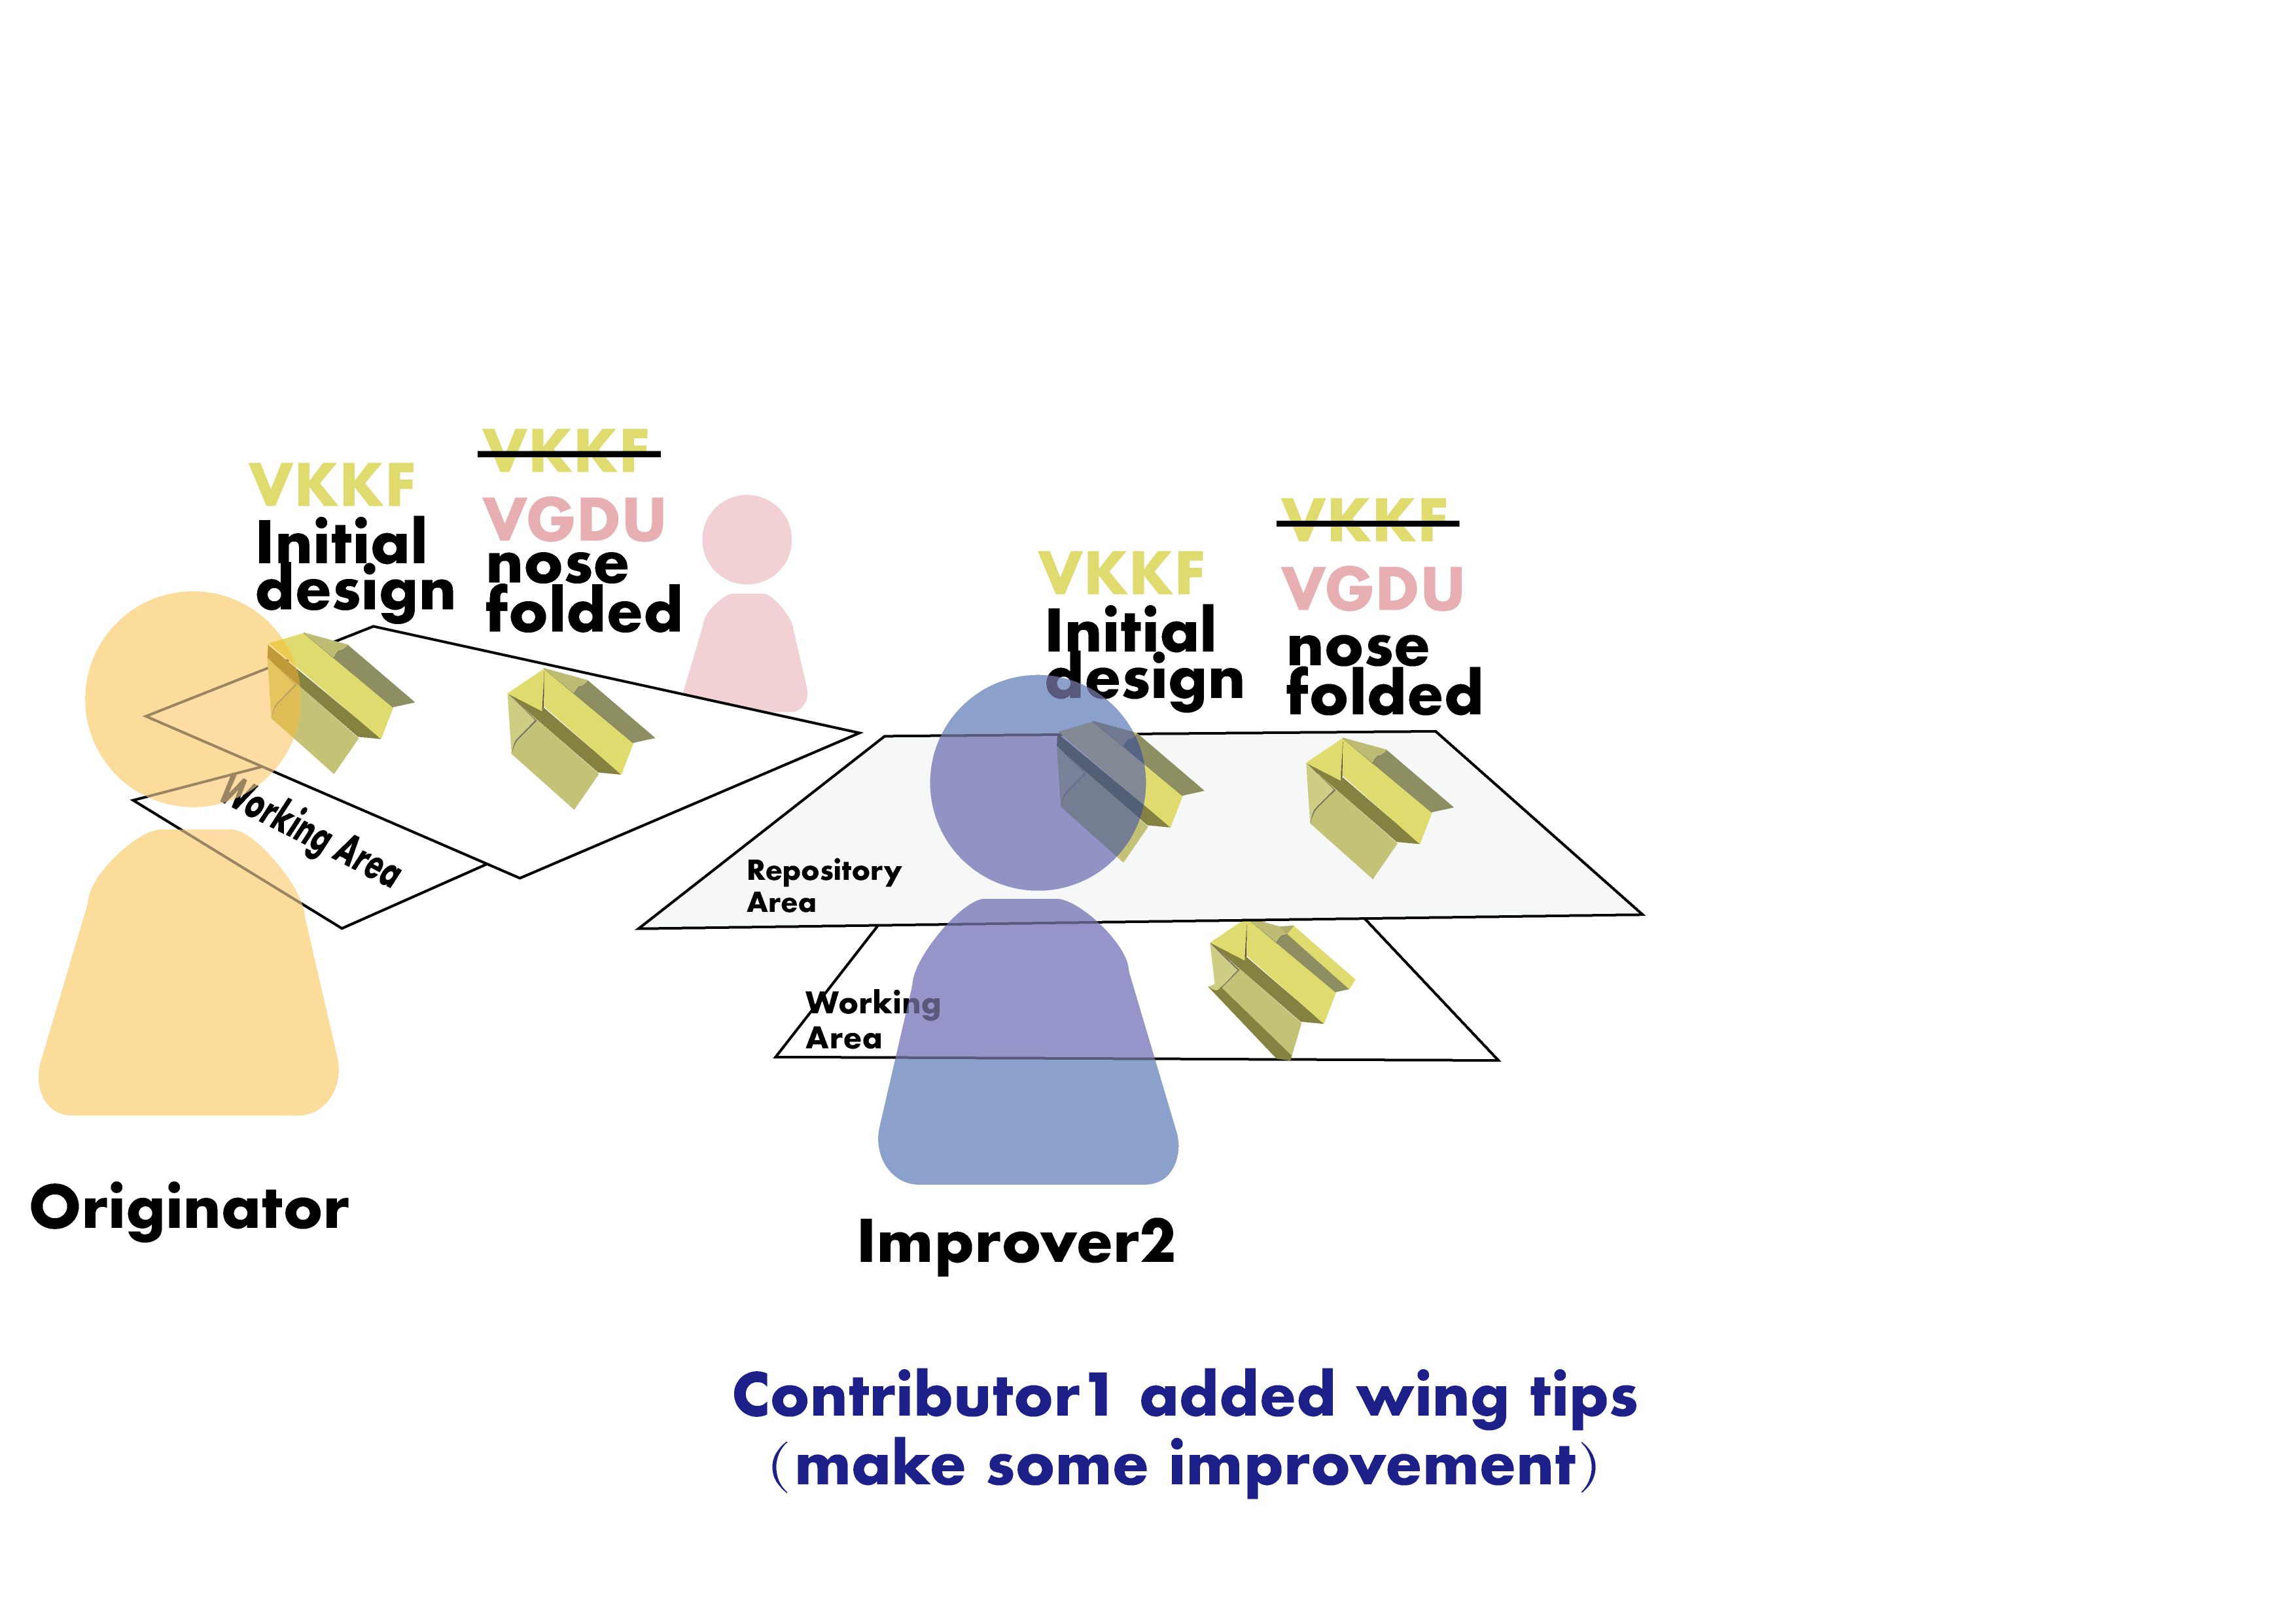 VKKF
Initial
design
VKKF
VGDU
nose
folded
Working Area
Originator
VKKF
Initial
design
VKKF
VGDU
nose
folded
Repository
Area
Working
Area
Improver2
Contributor1 added wing tips
(make some improvement)